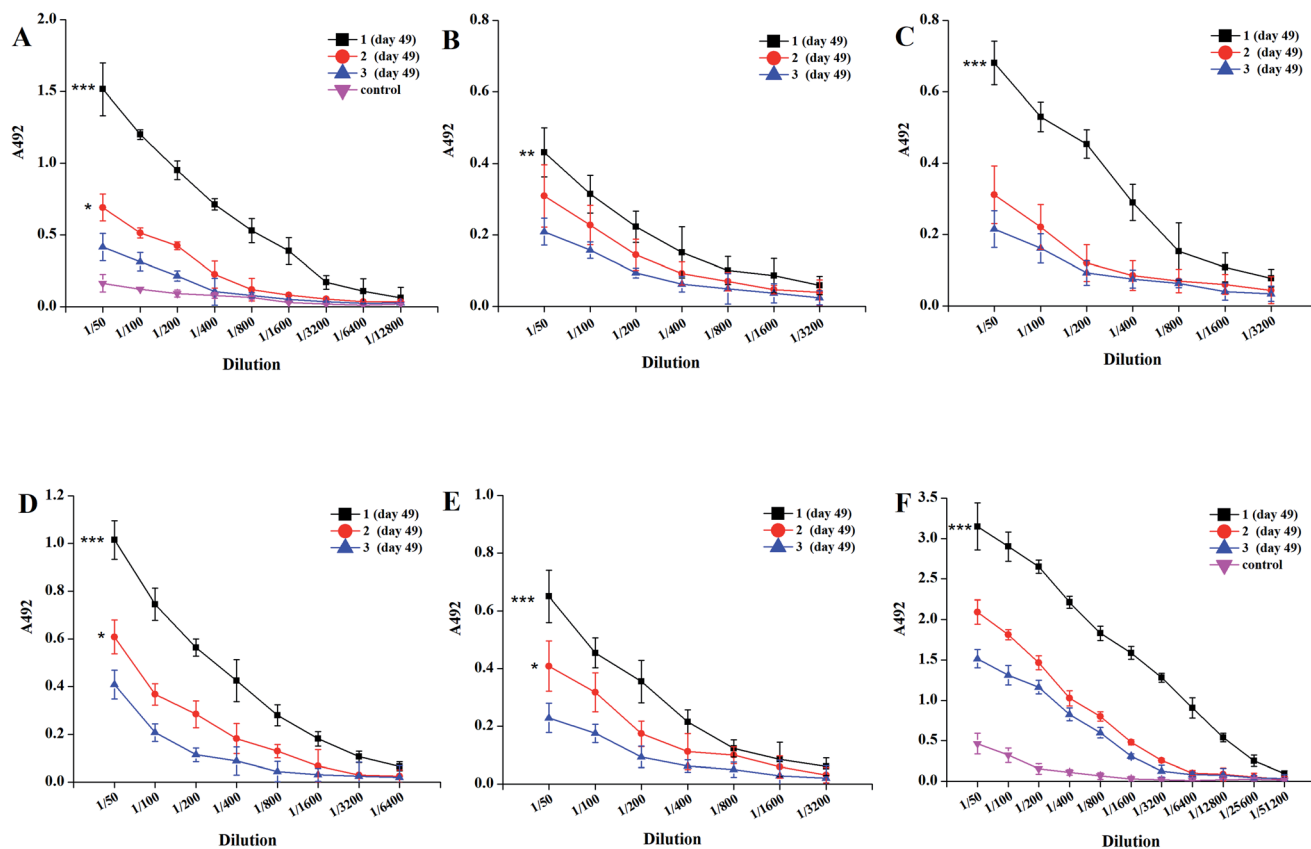 A
2.0
1.5
1.0
0.5
0.0
A492
***
*
1 (day 49)
2 (day 49)
3 (day 49)
control
1/50
1/100
1/200
1/400
1/800
1/1600
1/3200
1/6400
1/12800
Dilution
B
0.8
0.6
0.4
0.2
0.0
A492
**
1 (day 49)
2 (day 49)
3 (day 49)
1/50
1/100
1/200
1/400
1/800
1/1600
1/3200
Dilution
C
0.8
0.6
0.4
0.2
0.0
A492
***
1 (day 49)
2 (day 49)
3 (day 49)
1/50
1/100
1/200
1/400
1/800
1/1600
1/3200
Dilution
D
1.2
1.0
0.8
0.6
0.4
0.2
0.0
A492
***
*
1 (day 49)
2 (day 49)
3 (day 49)
1/50
1/100
1/200
1/400
1/800
1/1600
1/3200
1/6400
Dilution
E
1.0
0.8
0.6
0.4
0.2
0.0
A492
***
*
1 (day 49)
2 (day 49)
3 (day 49)
1/50
1/100
1/200
1/400
1/800
1/1600
1/3200
Dilution
F
3.5
3.0
2.5
2.0
1.5
1.0
0.5
0.0
A492
***
1 (day 49)
2 (day 49)
3 (day 49)
control
1/50
1/100
1/200
1/400
1/800
1/1600
1/3200
1/6400
1/12800
1/25600
1/51200
Dilution